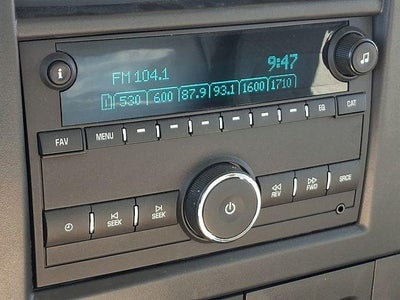 i
FM 104.1
9:47
1 530 600 87.9 93.1 1600 1710
FAV MENU EQ CAT
SEEK SEEK REV FWD SRCE